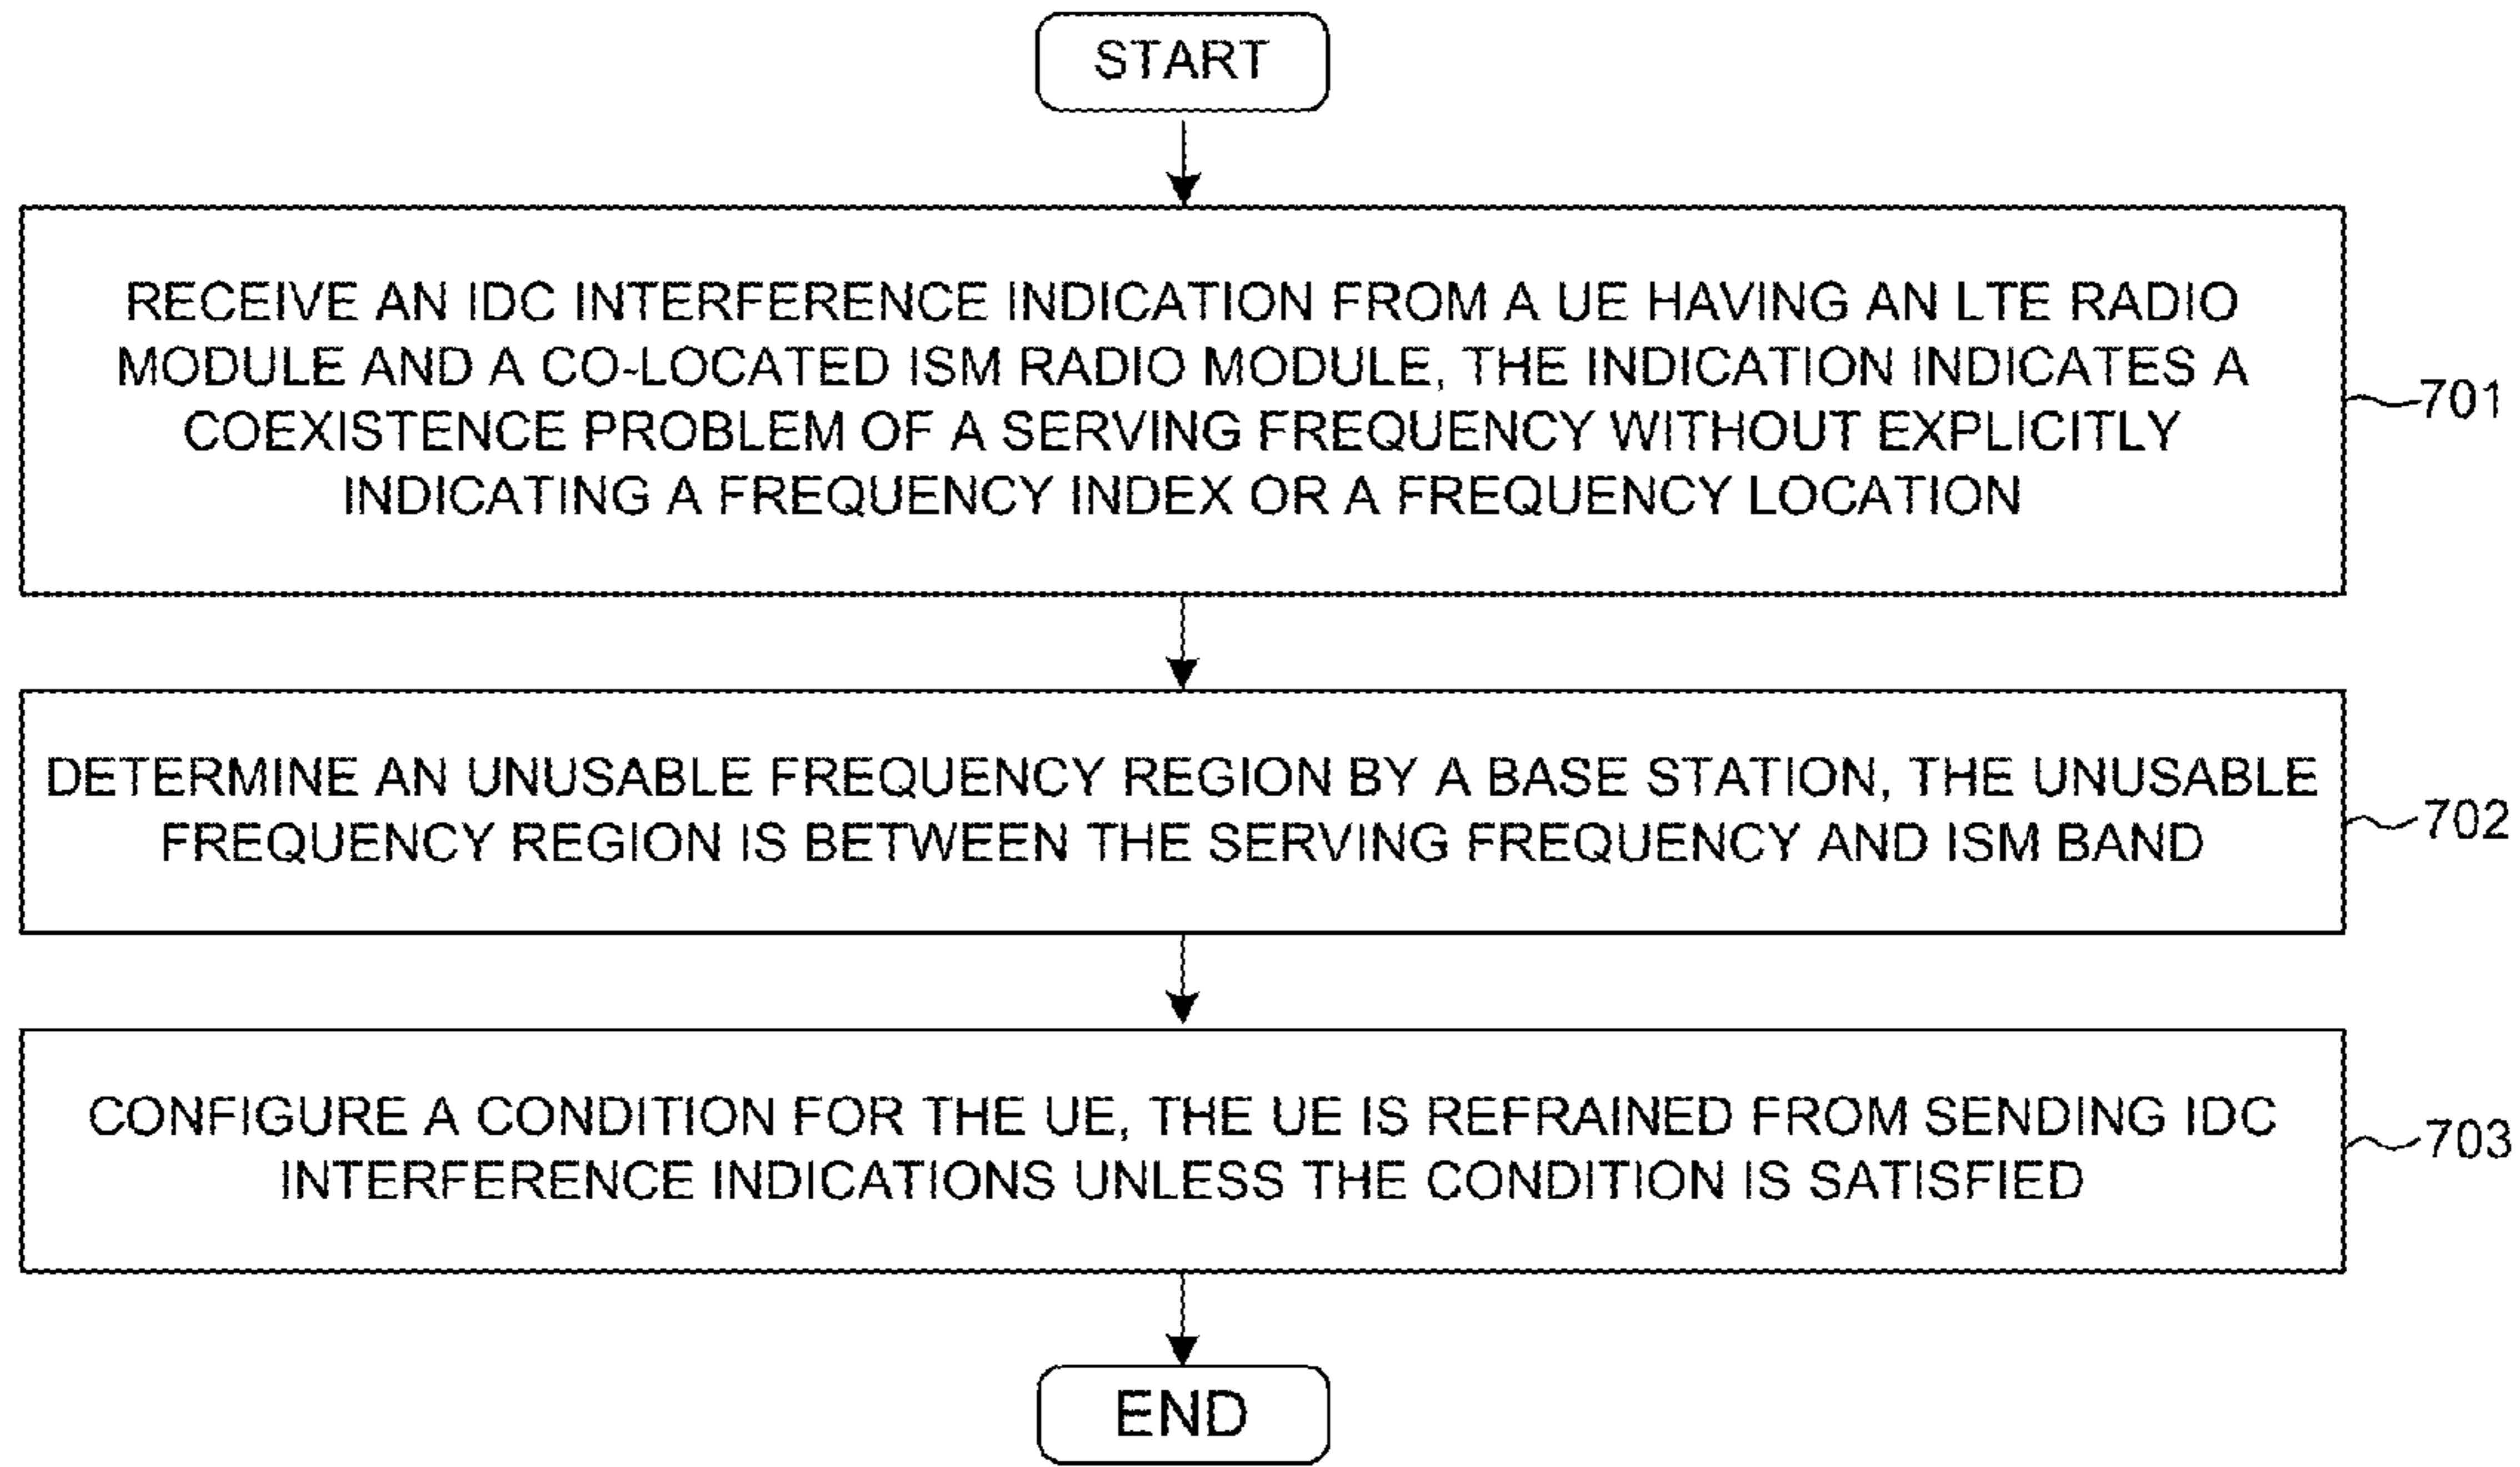 START
RECEIVE AN IDC INTERFERENCE INDICATION FROM A UE HAVING AN LTE RADIO
MODULE AND A CO-LOCATED ISM RADIO MODULE, THE INDICATION INDICATES A
COEXISTENCE PROBLEM OF A SERVING FREQUENCY WITHOUT EXPLICITLY
INDICATING A FREQUENCY INDEX OR A FREQUENCY LOCATION
701
DETERMINE AN UNUSABLE FREQUENCY REGION BY A BASE STATION, THE UNUSABLE
FREQUENCY REGION IS BETWEEN THE SERVING FREQUENCY AND ISM BAND
702
CONFIGURE A CONDITION FOR THE UE, THE UE IS REFRAINED FROM SENDING IDC
INTERFERENCE INDICATIONS UNLESS THE CONDITION IS SATISFIED
703
END